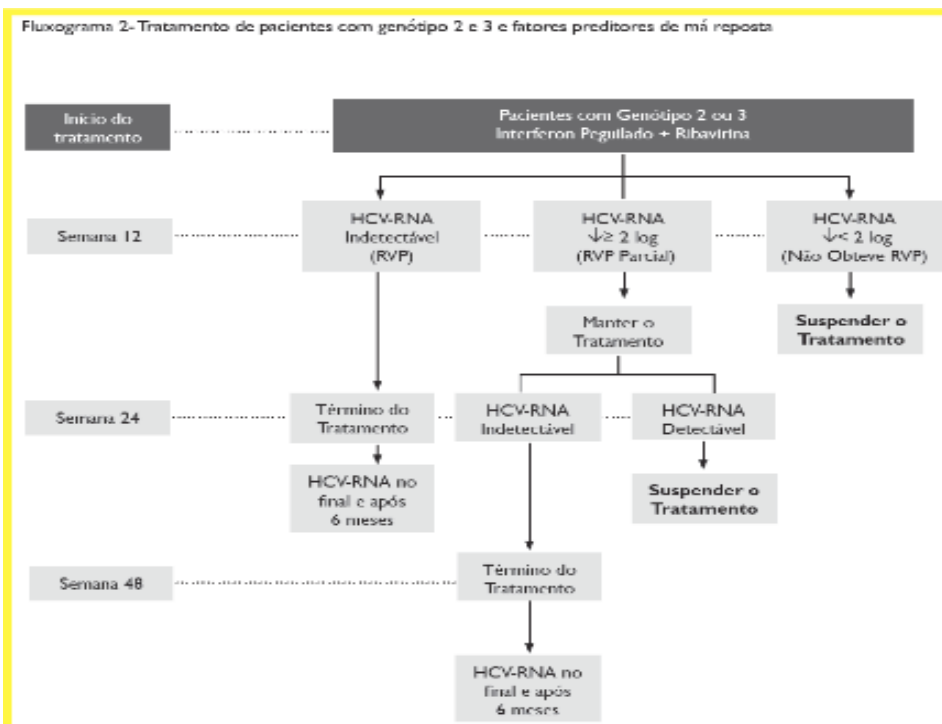 Fluxograma 2- Tratamento de pacientes com genótipo 2 e 3 e fatores preditores de má reposta
Início do
tratamento
Pacientes com Genótipo 2 ou 3
Interferon Peguilado + Ribavirina
Semana 12
HCV-RNA
Indetectável
(RVP)
HCV-RNA
↓≥ 2 log
(RVP Parcial)
HCV-RNA
↓< 2 log
(Não Obteve RVP)
Manter o
Tratamento
Suspender o
Tratamento
Semana 24
Término do
Tratamento
HCV-RNA
Indetectável
HCV-RNA
Detectável
HCV-RNA no
final e após
6 meses
Suspender o
Tratamento
Semana 48
Término do
Tratamento
HCV-RNA no
final e após
6 meses